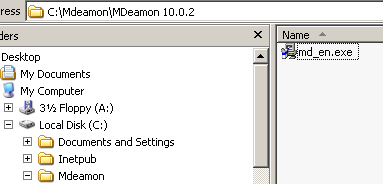 ress C:\Mdeamon\MDeamon 10.0.2
ders
Name
Desktop
md_en.exe
My Documents
My Computer
3½ Floppy (A:)
Local Disk (C:)
Documents and Settings
Inetpub
Mdeamon